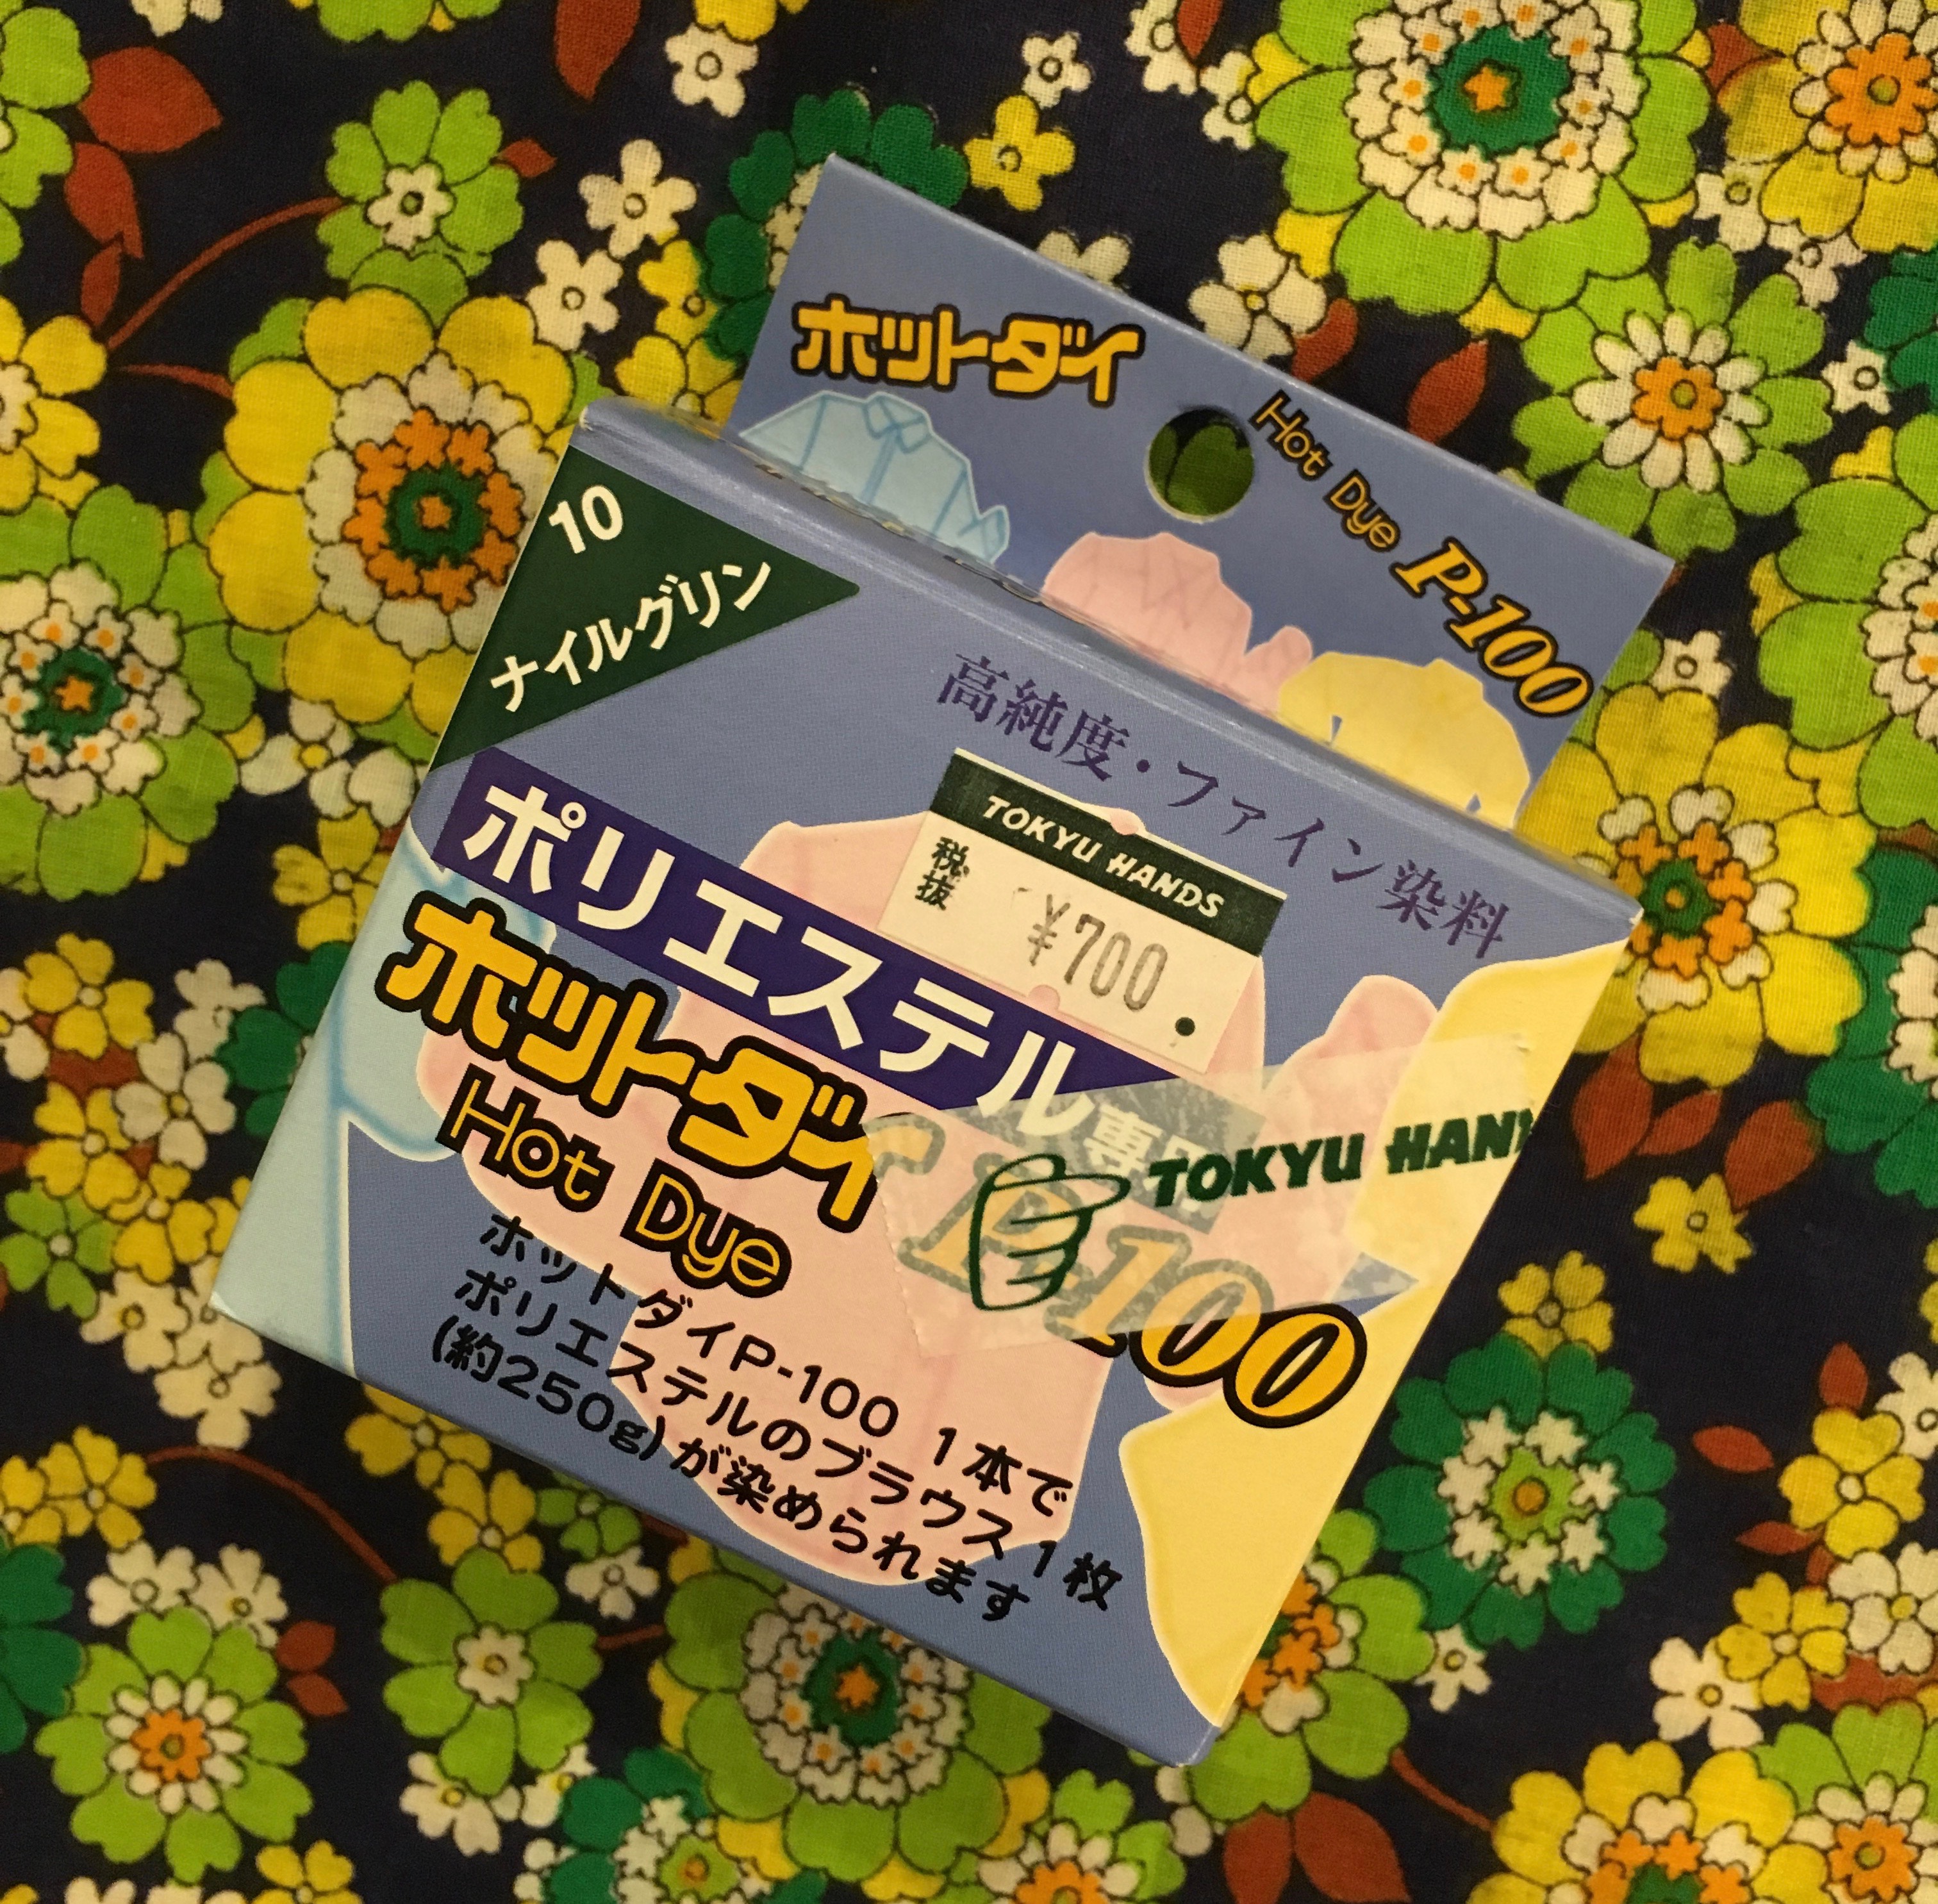 ホットダイ
Hot Dye P-100
10
ナイルグリン
高純度・ファイン染料
TOKYU HANDS
税抜
¥700
ポリエステル専用
ホットダイ
Hot Dye
P-100
TOKYU HAN
ホットダイP-100 1本で
ポリエステルのブラウス1枚
(約250g)が染められます